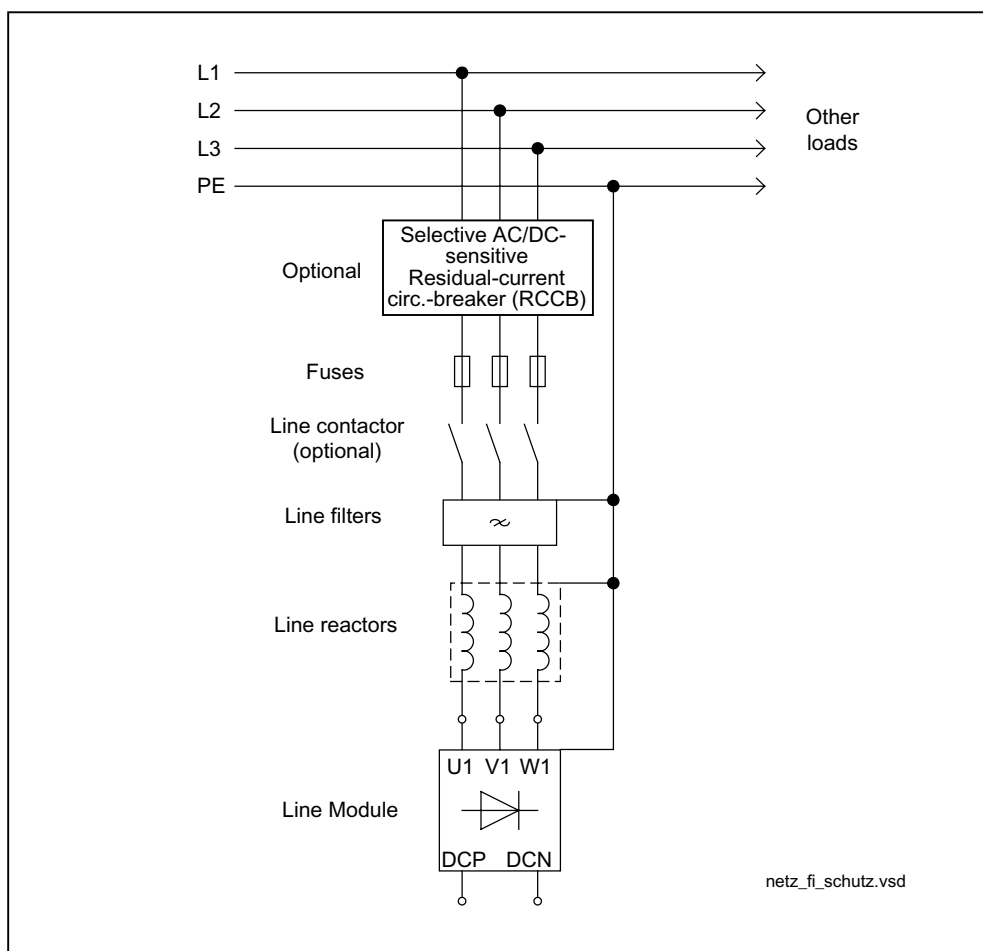 L1
L2
L3
PE
Other
loads
Optional
Selective AC/DC-
sensitive
Residual-current
circ.-breaker (RCCB)
Fuses
Line contactor
(optional)
Line filters
Line reactors
U1 V1 W1
Line Module
DCP DCN
netz_fi_schutz.vsd